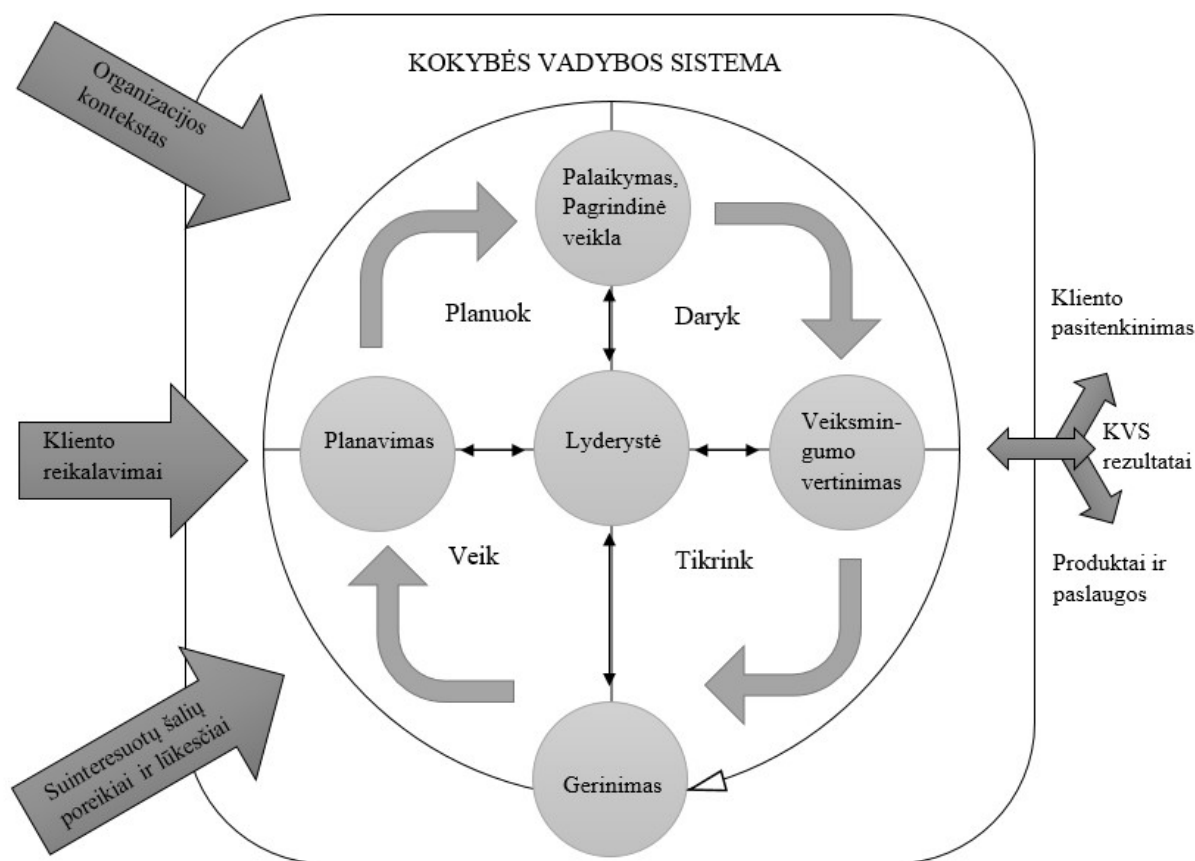 KOKYBĖS VADYBOS SISTEMA
Organizacijos
kontekstas
Palaikymas,
Pagrindinė
veikla
Planuok
Daryk
Kliento
pasitenkinimas
Kliento
reikalavimai
Planavimas
Lyderystė
Veiksmin-
gumo
vertinimas
KVS
rezultatai
Veik
Tikrink
Produktai ir
paslaugos
Suinteresuotų šalių
poreikiai ir lūkesčiai
Gerinimas